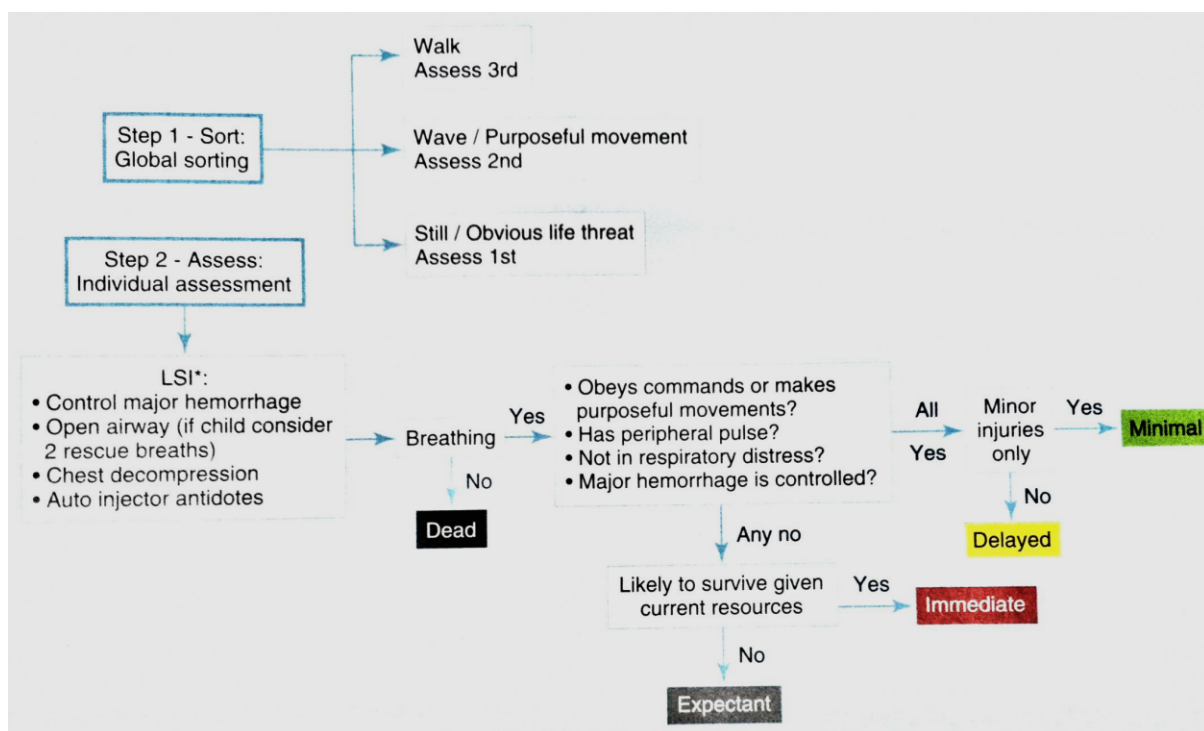 Walk
Assess 3rd
Step 1 - Sort:
Global sorting
Wave / Purposeful movement
Assess 2nd
Still / Obvious life threat
Assess 1st
Step 2 - Assess:
Individual assessment
LSI*:
• Control major hemorrhage
• Open airway (if child consider
2 rescue breaths)
• Chest decompression
• Auto injector antidotes
Breathing
Yes
No
Dead
• Obeys commands or makes
purposeful movements?
• Has peripheral pulse?
• Not in respiratory distress?
• Major hemorrhage is controlled?
All
Yes
Minor
injuries
only
Yes
Minimal
No
Delayed
Any no
Likely to survive given
current resources
Yes
Immediate
No
Expectant